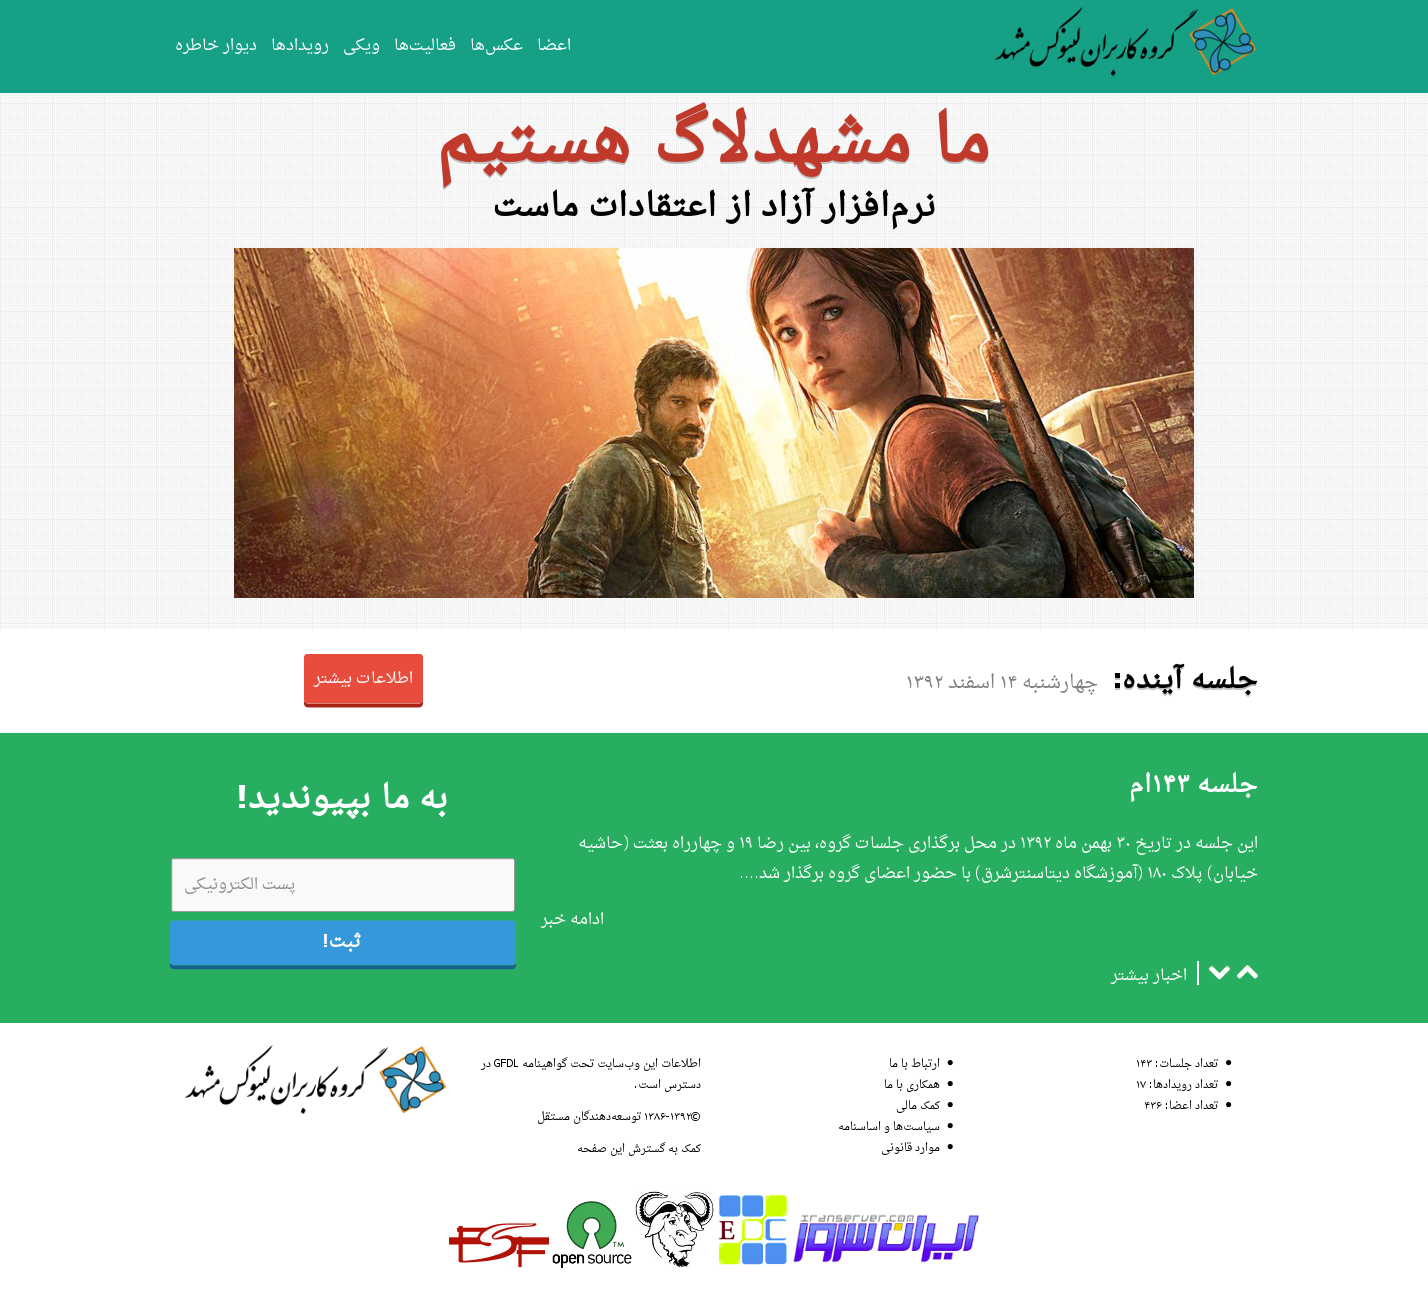 گروه کاربران لینوکس مشهد
اعضا عکس‌ها فعالیت‌ها ویکی رویدادها دیوار خاطره
ما مشهدلاگ هستیم
نرم‌افزار آزاد از اعتقادات ماست
جلسه آینده: چهارشنبه ۱۴ اسفند ۱۳۹۲
اطلاعات بیشتر
جلسه ۱۴۳ام
این جلسه در تاریخ ۳۰ بهمن ماه ۱۳۹۲ در محل برگذاری جلسات گروه، بین رضا ۱۹ و چهارراه بعثت (حاشیه
خیابان) پلاک ۱۸۰ (آموزشگاه دیتاسنترشرق) با حضور اعضای گروه برگذار شد....
ادامه خبر
اخبار بیشتر
به ما بپیوندید!
پست الکترونیکی
ثبت!
تعداد جلسات: ۱۴۳
تعداد رویدادها: ۱۷
تعداد اعضا: ۴۳۶
ارتباط با ما
همکاری با ما
کمک مالی
سیاست‌ها و اساسنامه
موارد قانونی
اطلاعات این وب‌سایت تحت گواهینامه GFDL در
دسترس است.
©۱۳۸۶-۱۳۹۲ توسعه‌دهندگان مستقل
کمک به گسترش این صفحه
گروه کاربران لینوکس مشهد
iranserver.com
ایران سرور
EDC
open source
TM
FSF